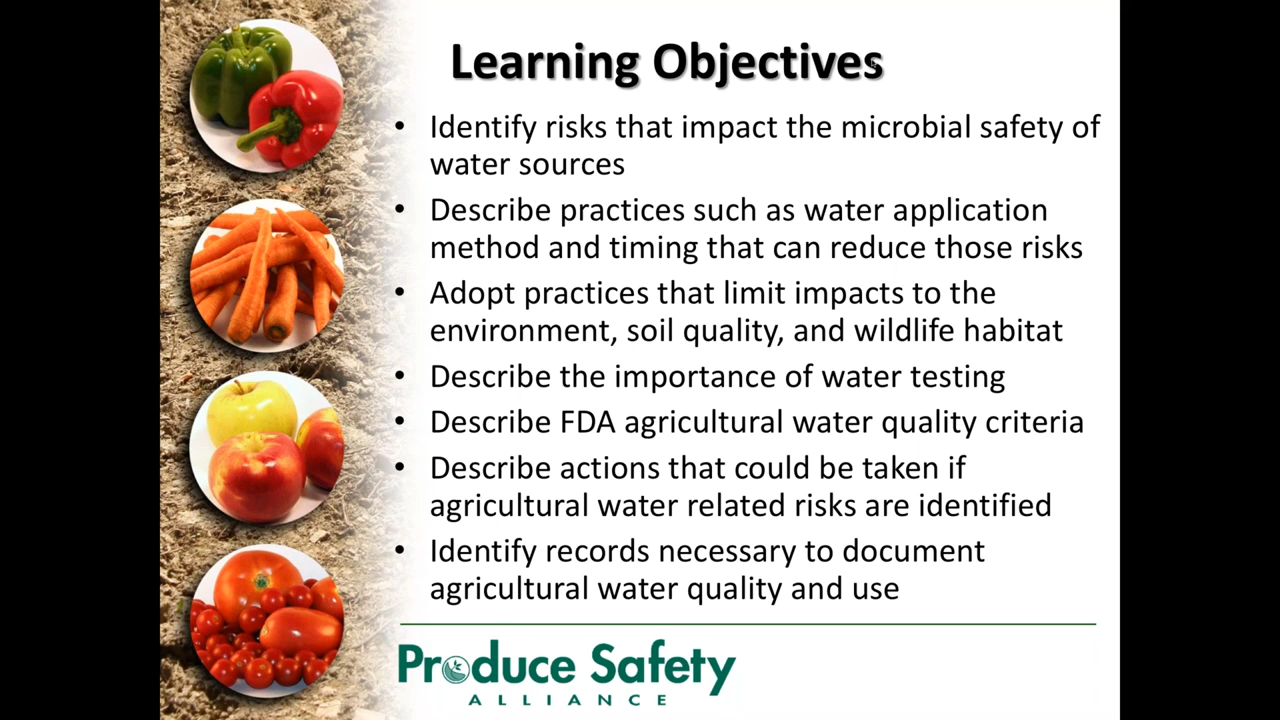 Learning Objectives
• Identify risks that impact the microbial safety of
water sources
• Describe practices such as water application
method and timing that can reduce those risks
• Adopt practices that limit impacts to the
environment, soil quality, and wildlife habitat
• Describe the importance of water testing
• Describe FDA agricultural water quality criteria
• Describe actions that could be taken if
agricultural water related risks are identified
• Identify records necessary to document
agricultural water quality and use
Produce Safety
ALLIANCE